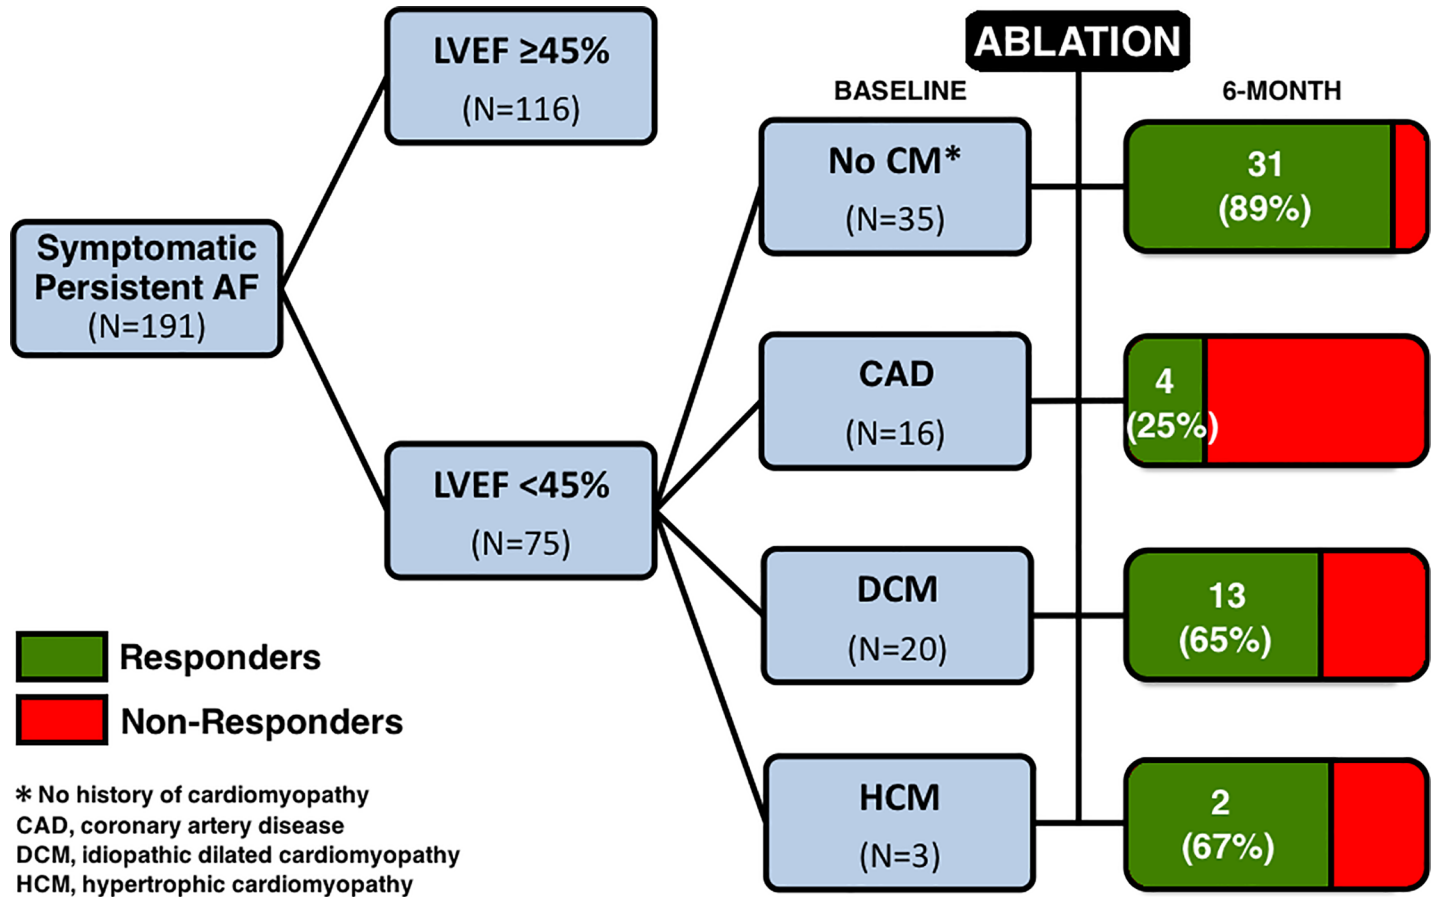 LVEF ≥45%
(N=116)
Symptomatic
Persistent AF
(N=191)
LVEF <45%
(N=75)
ABLATION
BASELINE
6-MONTH
No CM*
(N=35)
31
(89%)
CAD
(N=16)
4
(25%)
DCM
(N=20)
13
(65%)
HCM
(N=3)
2
(67%)
Responders
Non-Responders
* No history of cardiomyopathy
CAD, coronary artery disease
DCM, idiopathic dilated cardiomyopathy
HCM, hypertrophic cardiomyopathy